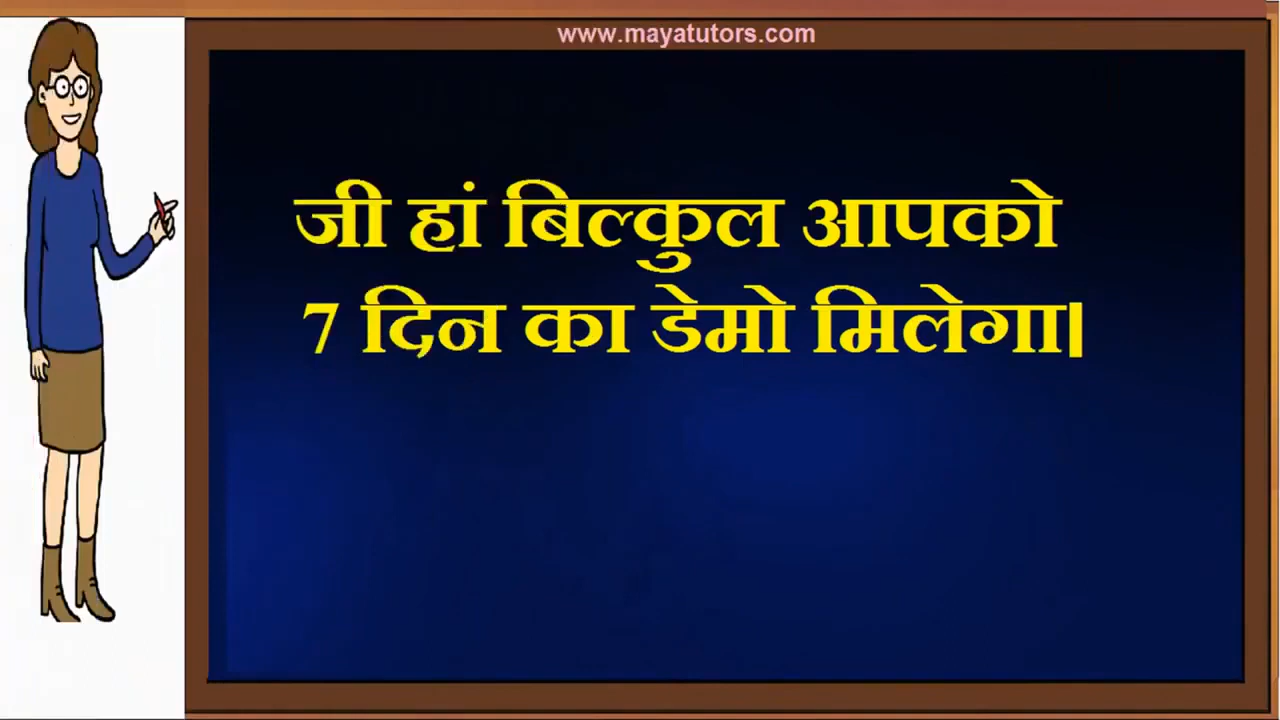 www.mayatutors.com
जी हां बिल्कुल आपको
7 दिन का डेमो मिलेगा।